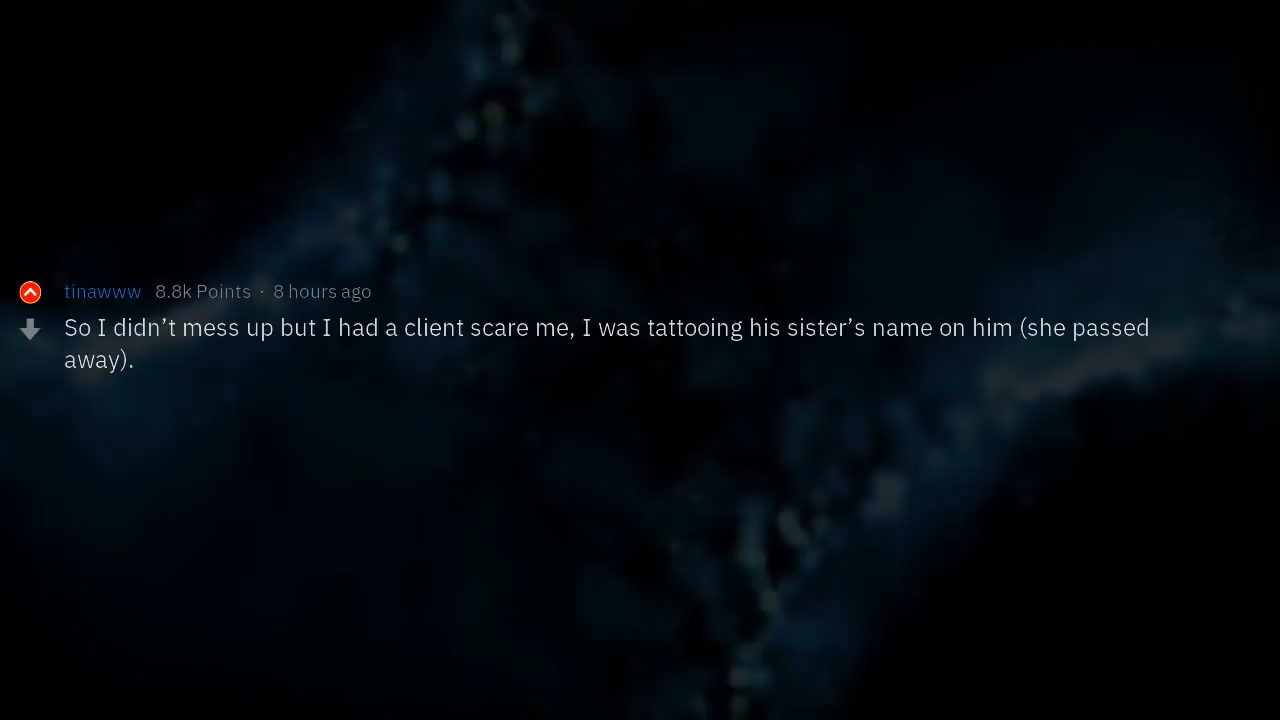 tinawww 8.8k Points · 8 hours ago
So I didn’t mess up but I had a client scare me, I was tattooing his sister’s name on him (she passed
away).